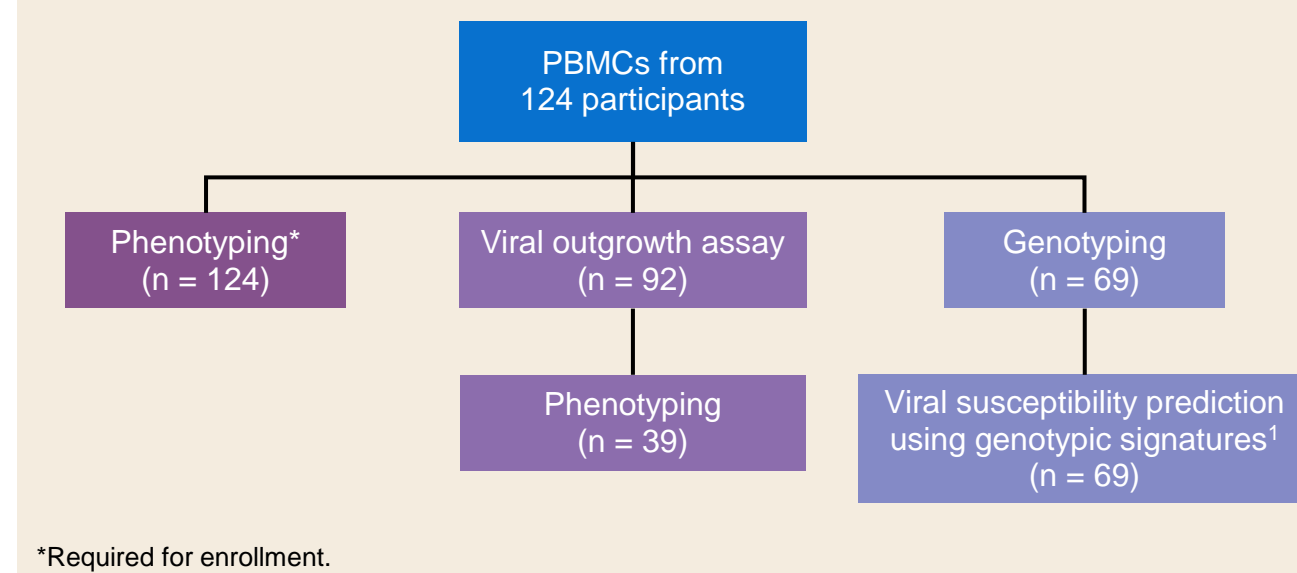 PBMCs from
124 participants
Phenotyping*
(n = 124)
Viral outgrowth assay
(n = 92)
Genotyping
(n = 69)
Phenotyping
(n = 39)
Viral susceptibility prediction
using genotypic signatures¹
(n = 69)
*Required for enrollment.